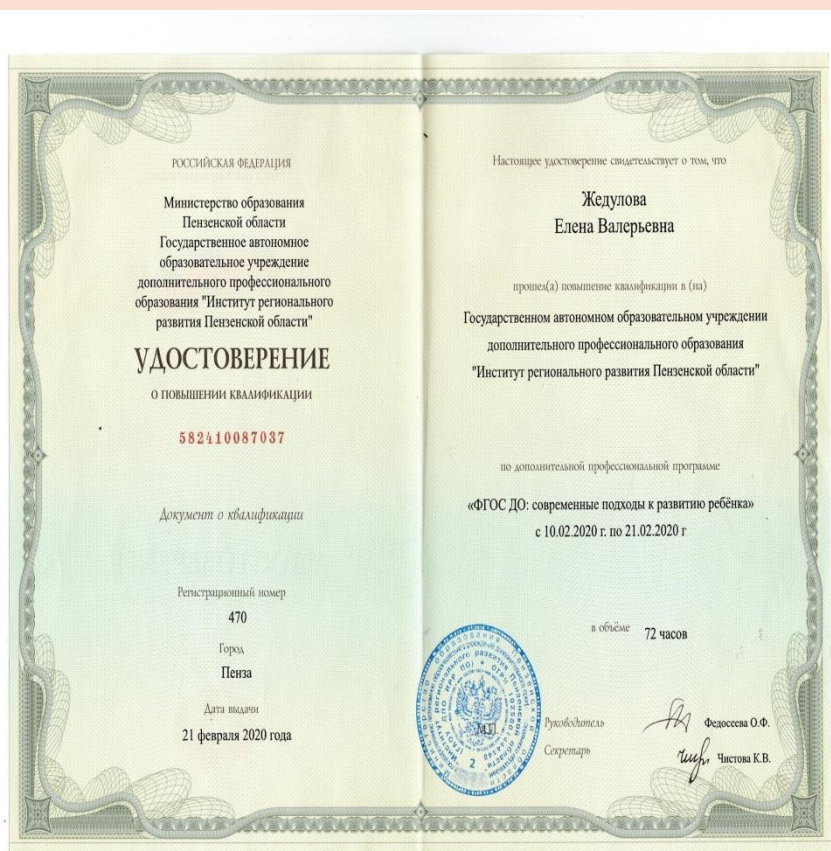 РОССИЙСКАЯ ФЕДЕРАЦИЯ
Министерство образования
Пензенской области
Государственное автономное
образовательное учреждение
дополнительного профессионального
образования "Институт регионального
развития Пензенской области"
УДОСТОВЕРЕНИЕ
О ПОВЫШЕНИИ КВАЛИФИКАЦИИ
582410087037
Документ о квалификации
Регистрационный номер
470
Город
Пенза
Дата выдачи
21 февраля 2020 года
Настоящее удостоверение свидетельствует о том, что
Жедулова
Елена Валерьевна
прошел(а) повышение квалификации в (на)
Государственном автономном образовательном учреждении
дополнительного профессионального образования
"Институт регионального развития Пензенской области"
по дополнительной профессиональной программе
«ФГОС ДО: современные подходы к развитию ребёнка»
с 10.02.2020 г. по 21.02.2020 г
в объёме 72 часов
М.П.
Руководитель Федосеева О.Ф.
Секретарь Чистова К.В.